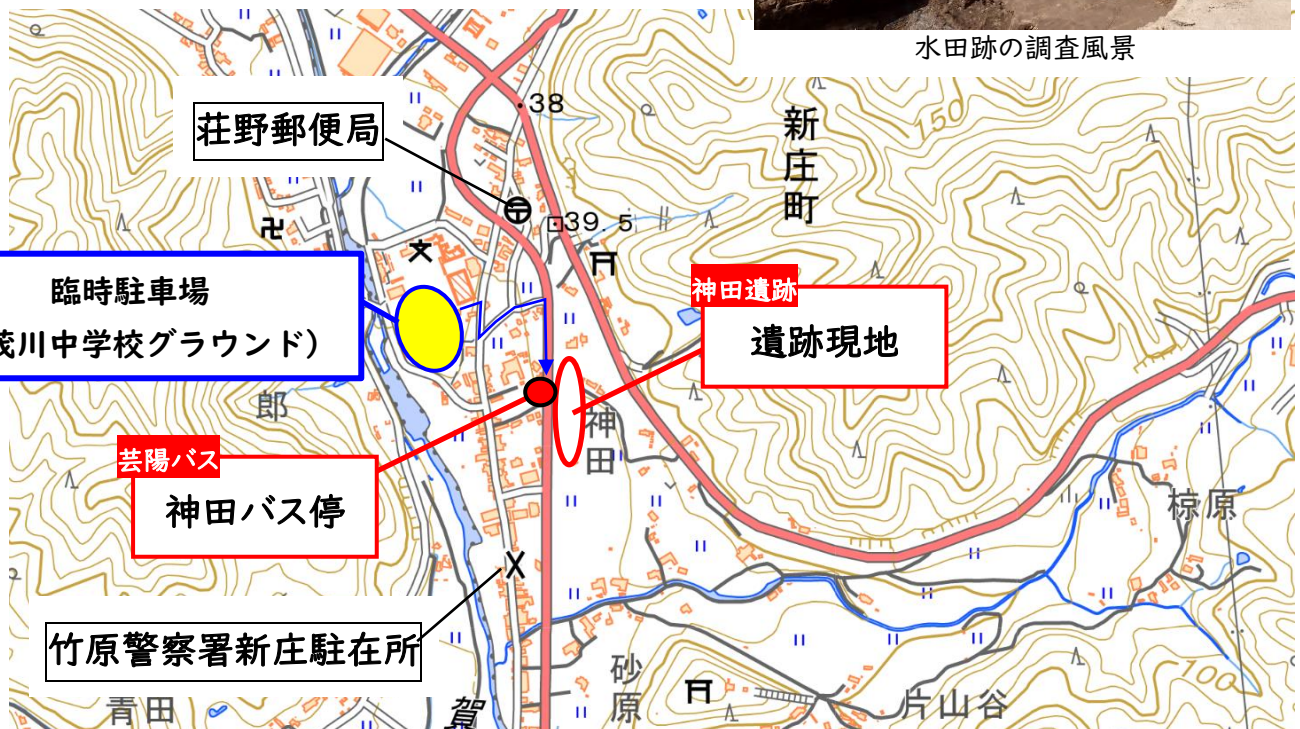 水田跡の調査風景
荘野郵便局
38
150
新庄町
39.5
臨時駐車場
茂川中学校グラウンド)
神田遺跡
遺跡現地
郎
神田
芸陽バス
神田バス停
椋原
竹原警察署新庄駐在所
砂原
青田
賀
片山谷
100